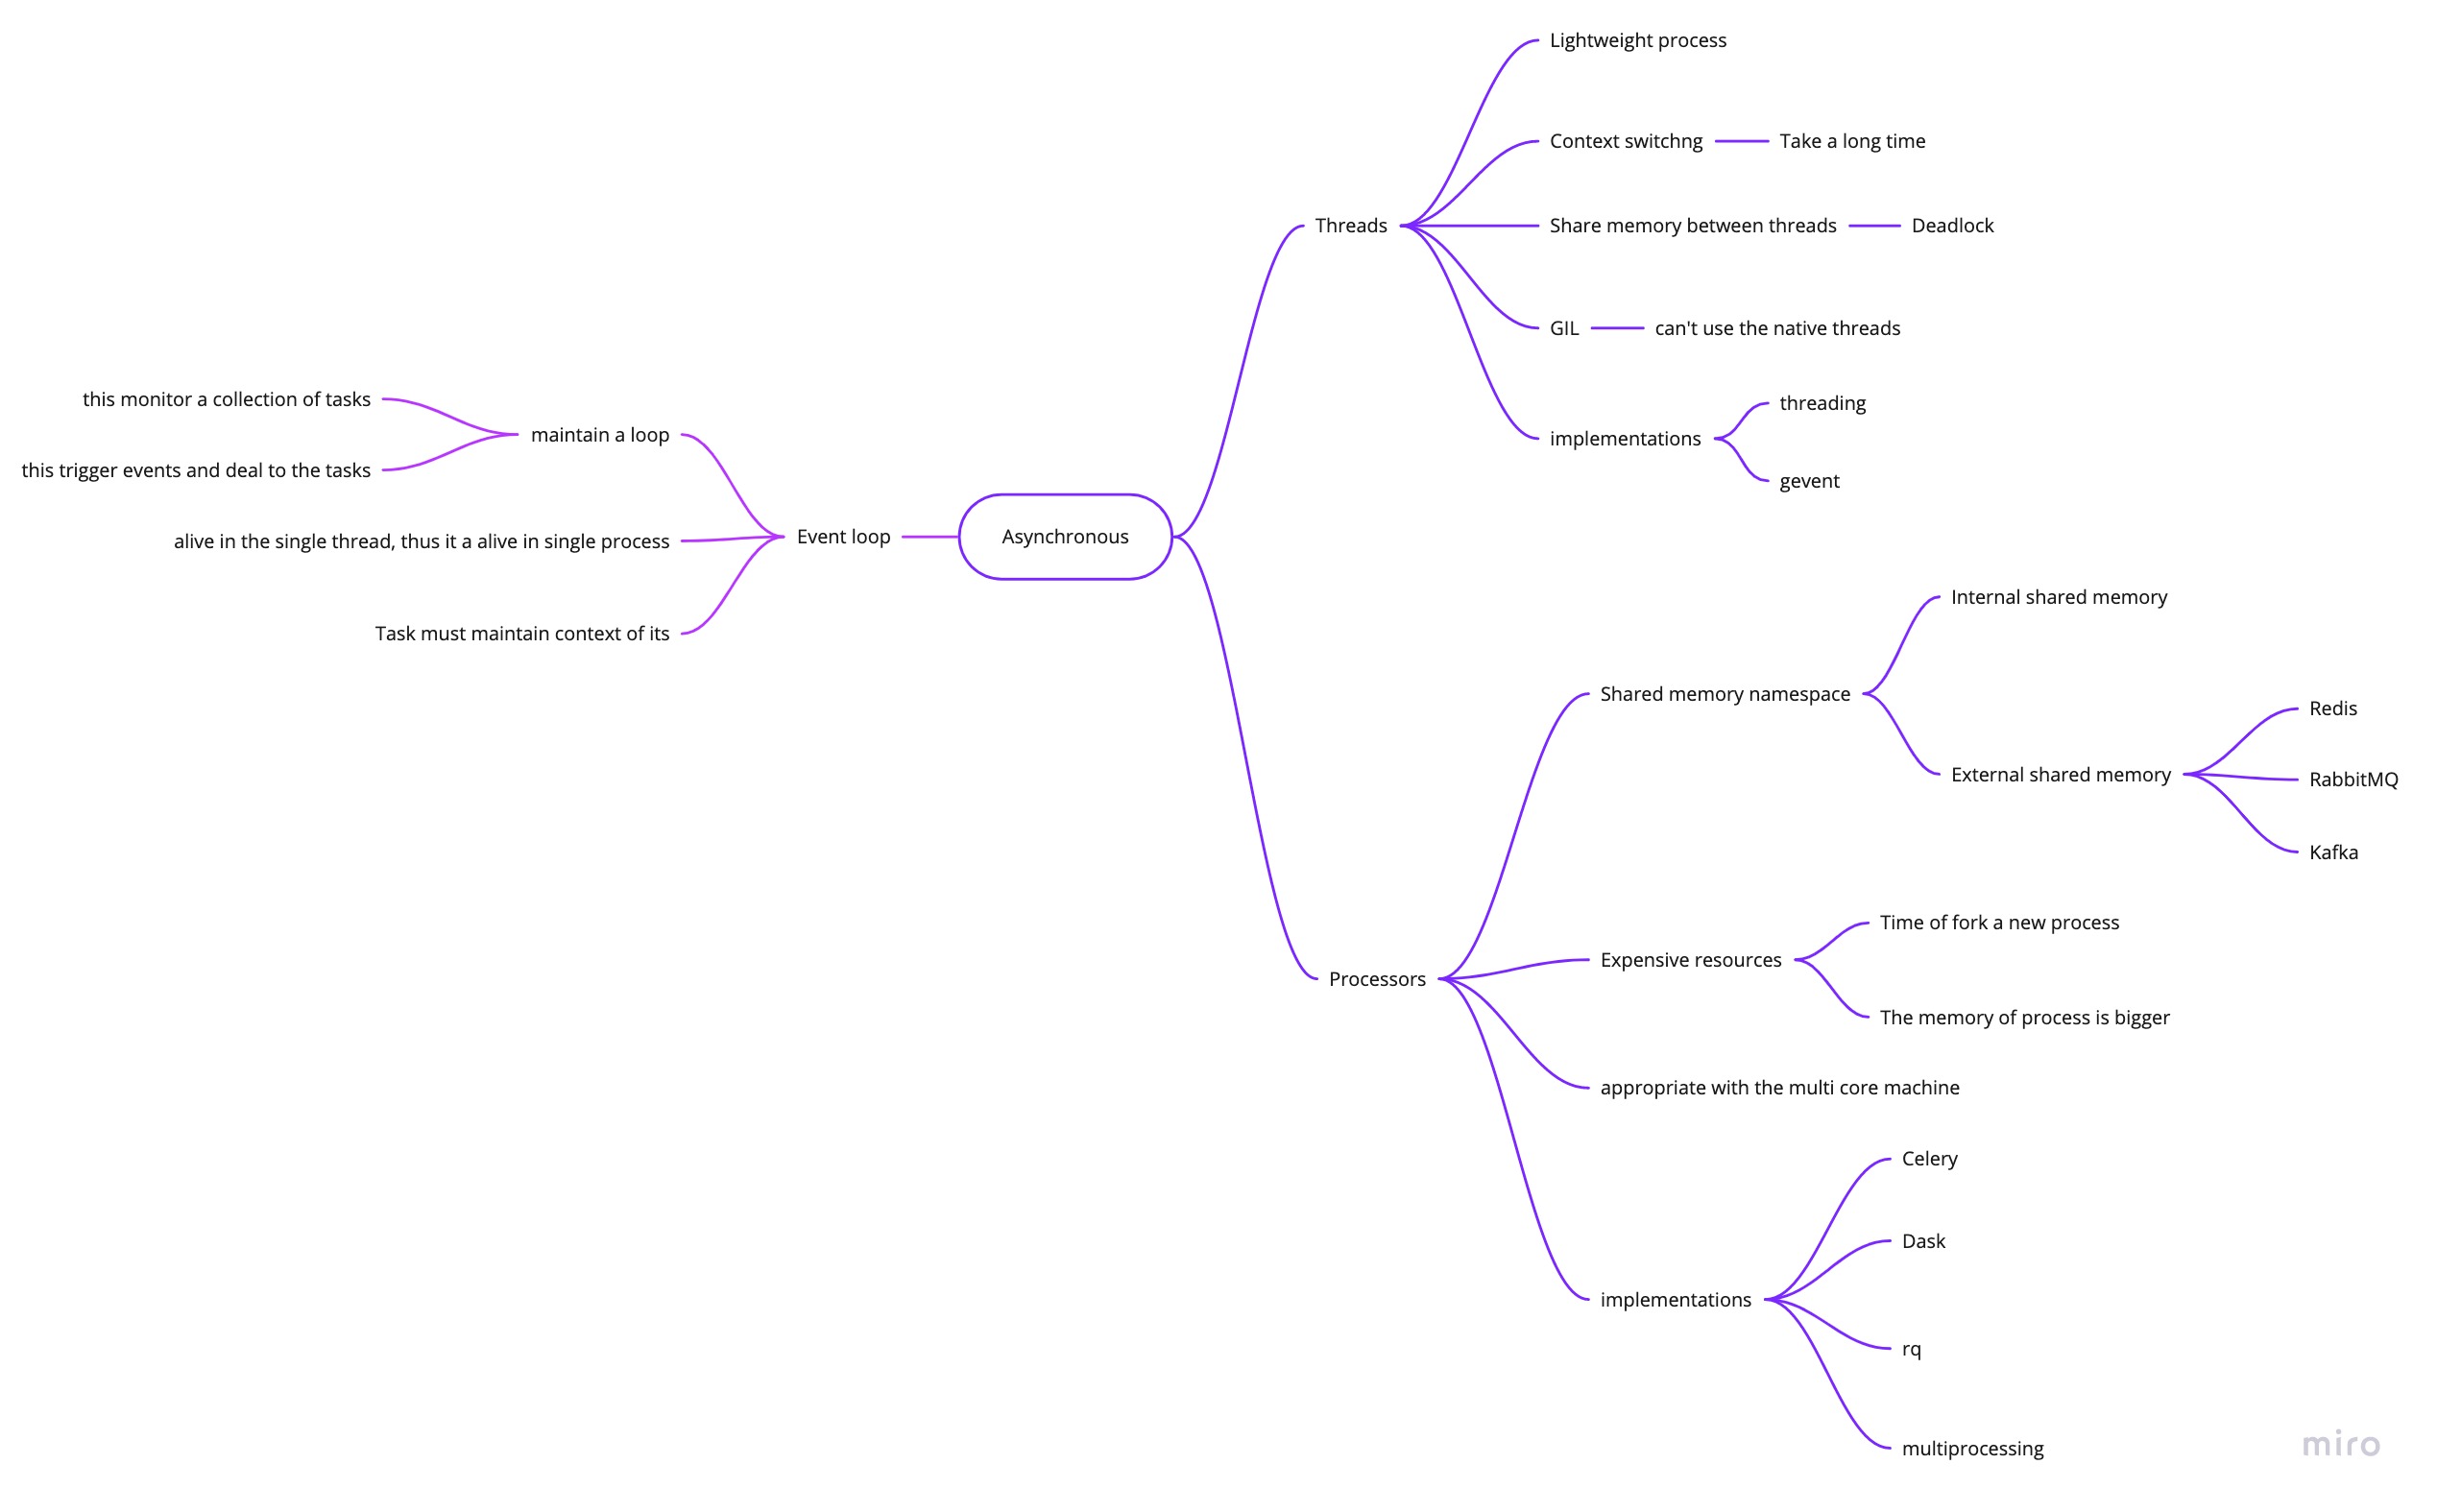 Asynchronous
Threads
Lightweight process
Context switchng
Take a long time
Share memory between threads
Deadlock
GIL
can't use the native threads
implementations
threading
gevent
Processors
Shared memory namespace
Internal shared memory
External shared memory
Redis
RabbitMQ
Kafka
Expensive resources
Time of fork a new process
The memory of process is bigger
appropriate with the multi core machine
implementations
Celery
Dask
rq
multiprocessing
Event loop
maintain a loop
this monitor a collection of tasks
this trigger events and deal to the tasks
alive in the single thread, thus it a alive in single process
Task must maintain context of its
miro